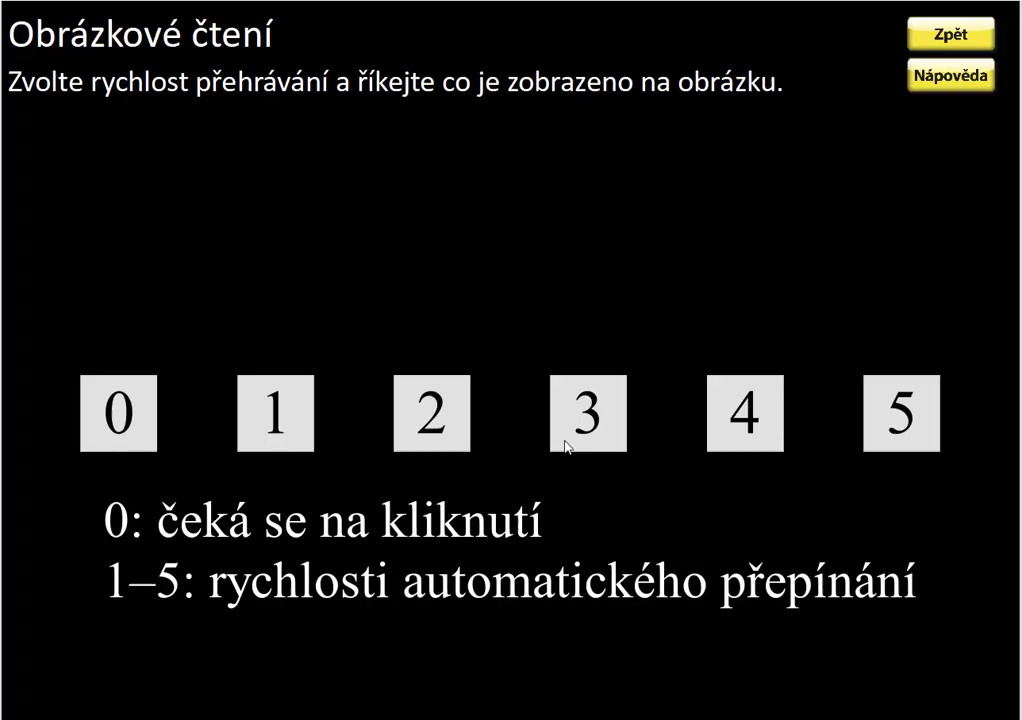 Obrázkové čtení
Zpět
Zvolte rychlost přehrávání a říkejte co je zobrazeno na obrázku.
Nápověda
0 1 2 3 4 5
0: čeká se na kliknutí
1–5: rychlosti automatického přepínání